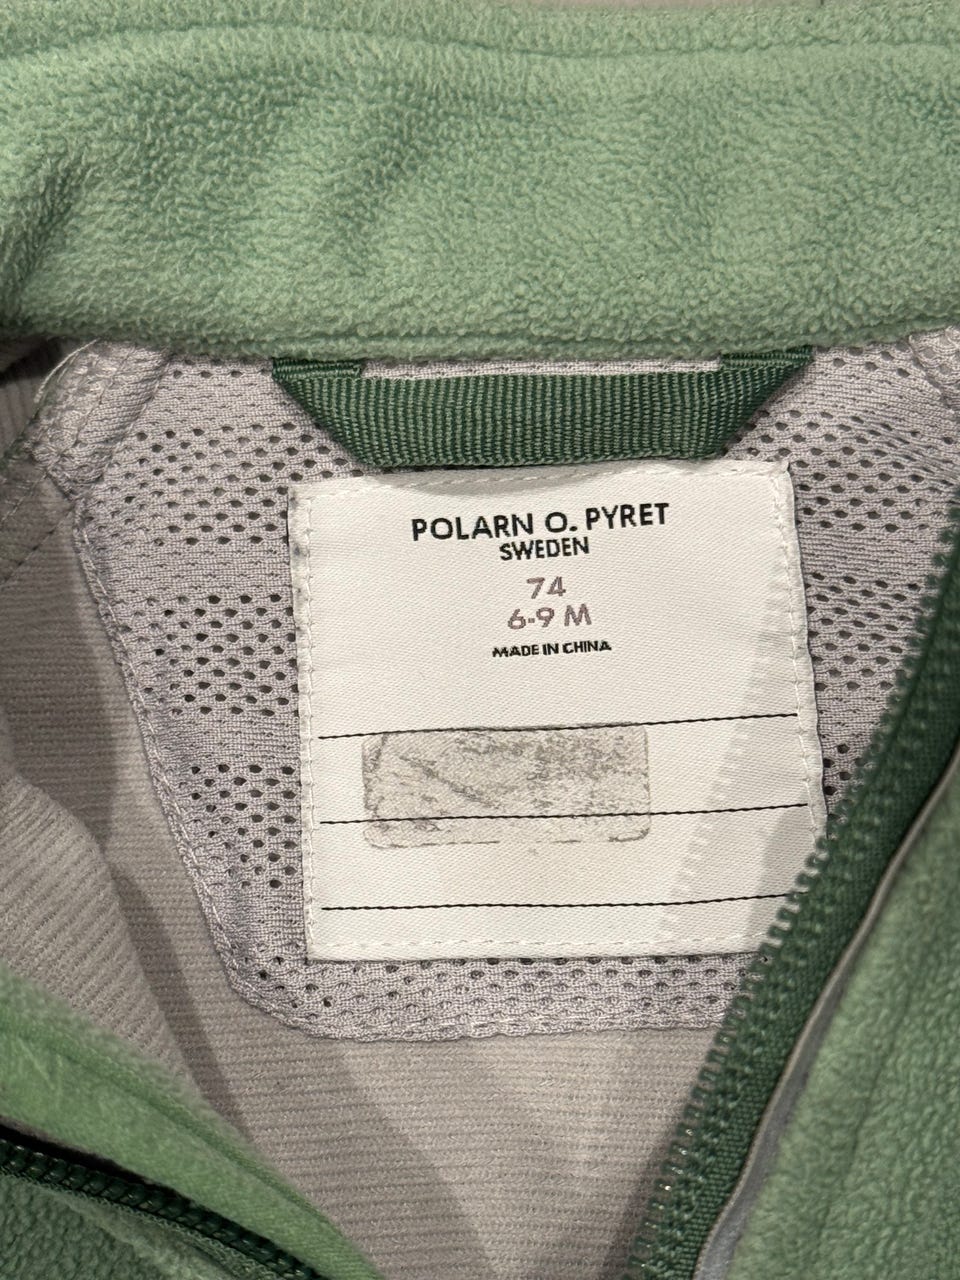 POLARN O. PYRET
SWEDEN
74
6-9 M
MADE IN CHINA